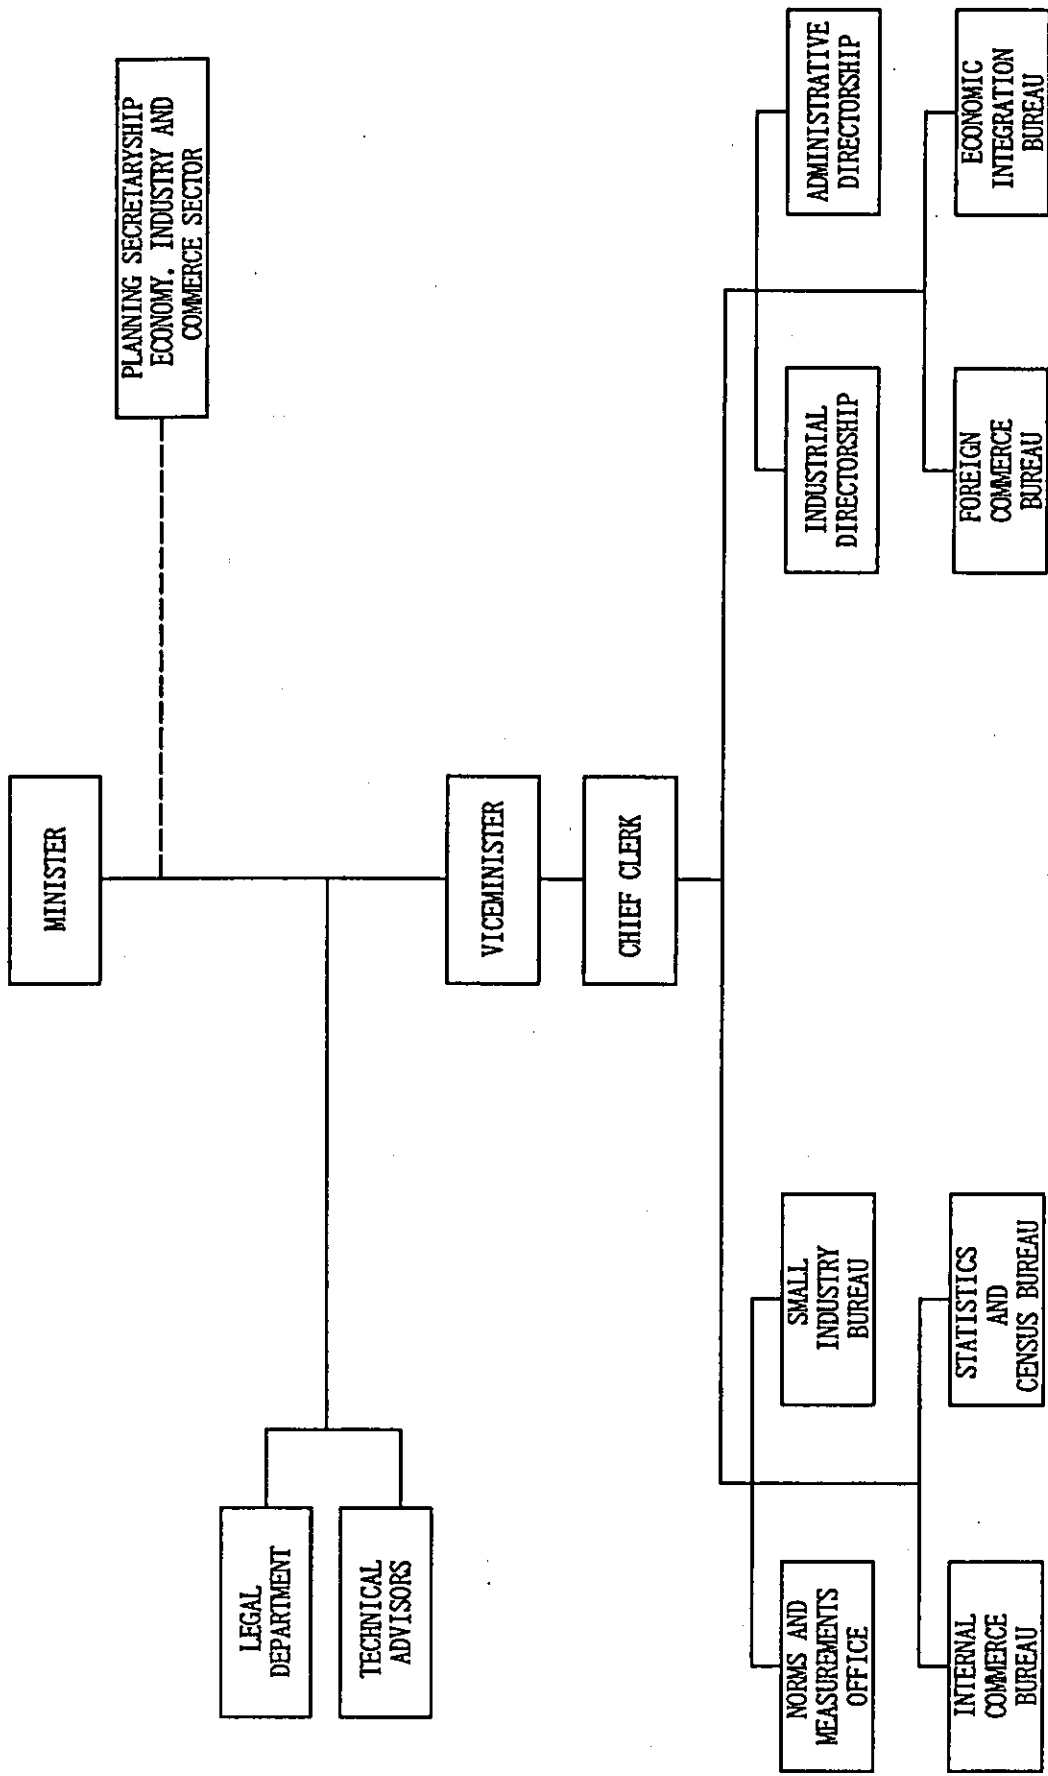 MINISTER
PLANNING SECRETARYSHIP
ECONOMY, INDUSTRY AND
COMMERCE SECTOR
LEGAL
DEPARTMENT
TECHNICAL
ADVISORS
VICEMINISTER
CHIEF CLERK
NORMS AND
MEASUREMENTS
OFFICE
SMALL
INDUSTRY
BUREAU
INDUSTRIAL
DIRECTORSHIP
ADMINISTRATIVE
DIRECTORSHIP
INTERNAL
COMMERCE
BUREAU
STATISTICS
AND
CENSUS BUREAU
FOREIGN
COMMERCE
BUREAU
ECONOMIC
INTEGRATION
BUREAU